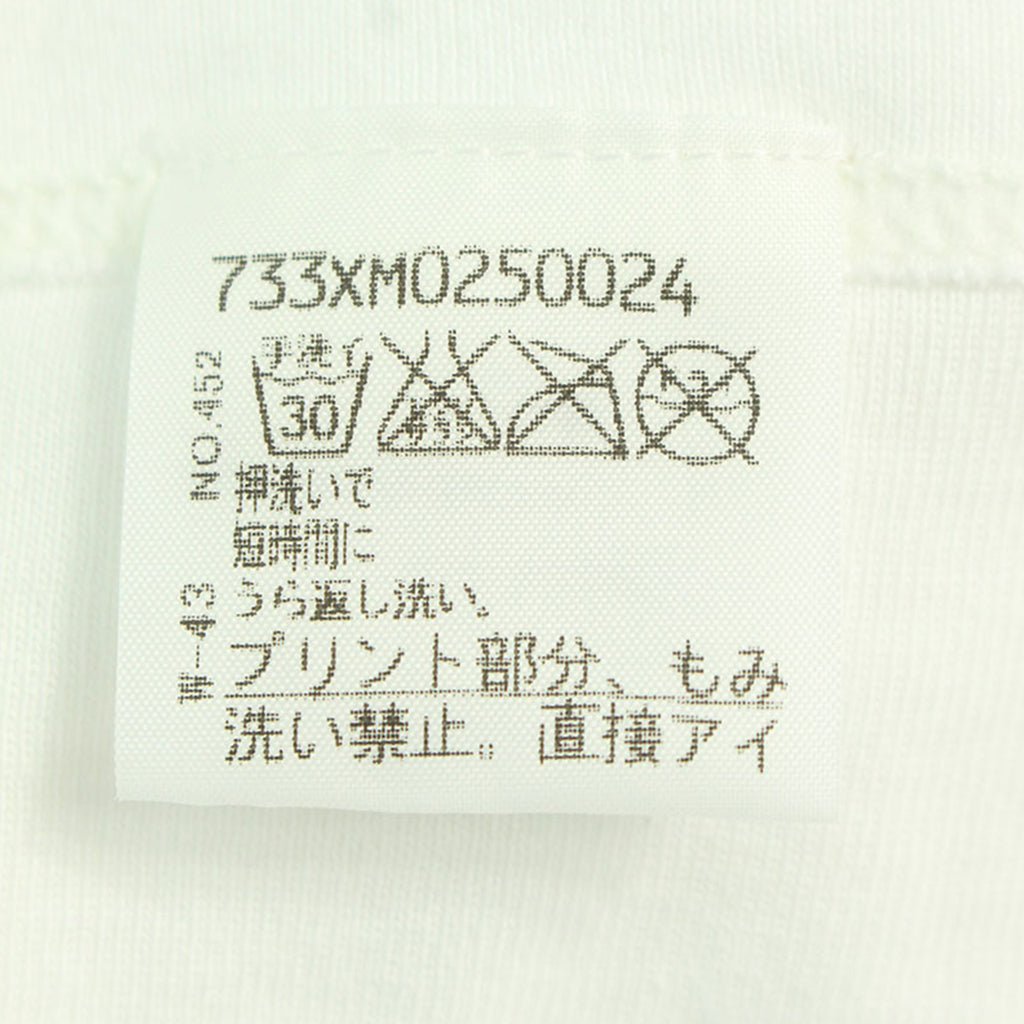 733XM0250024
手洗イ
30
NO.452
押洗いで
短時間に
うら返し洗い、
W-43
プリント部分、もみ
洗い禁止。直接アイ